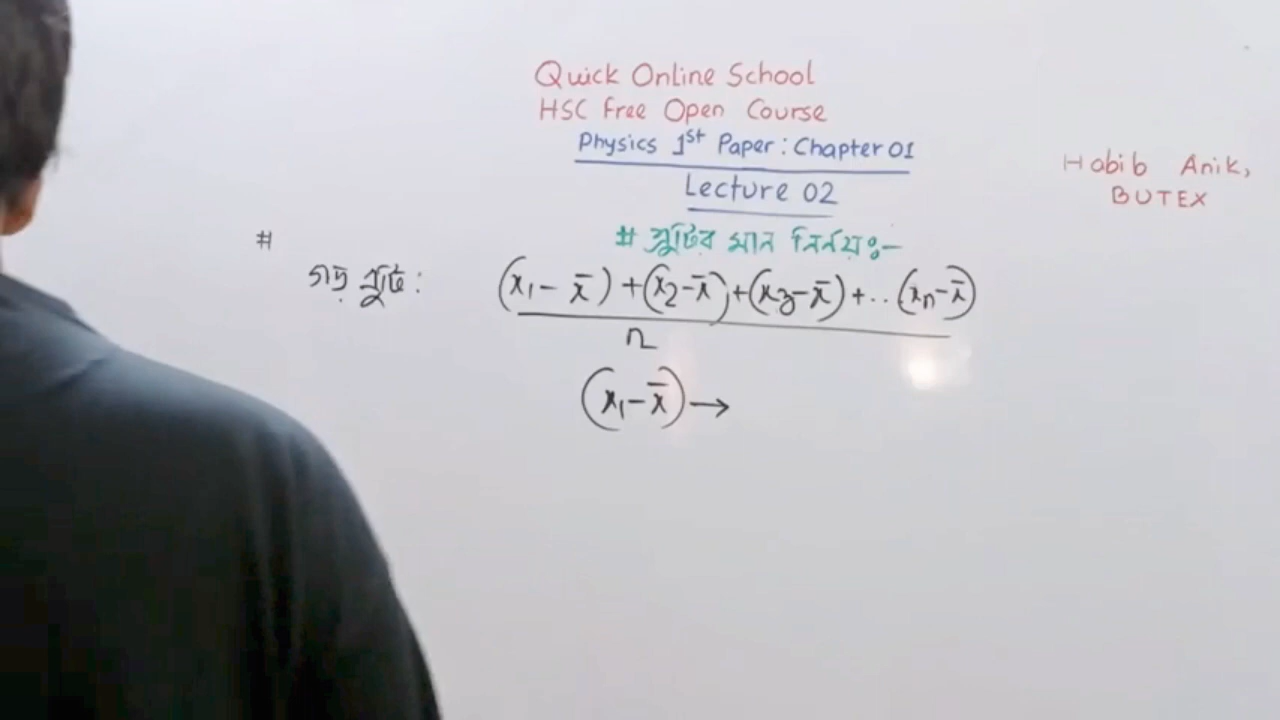 Quick Online School
HSC Free Open Course
Physics 1st Paper: Chapter 01
Lecture 02
Habib Anik,
BUTEX
# ত্রুটির মান নির্নয়ঃ-
#
গড় ত্রুটি : (x₁ - x̄) + (x₂ - x̄) + (x₃ - x̄) + .. (xₙ - x̄)
n
(x₁ - x̄) →